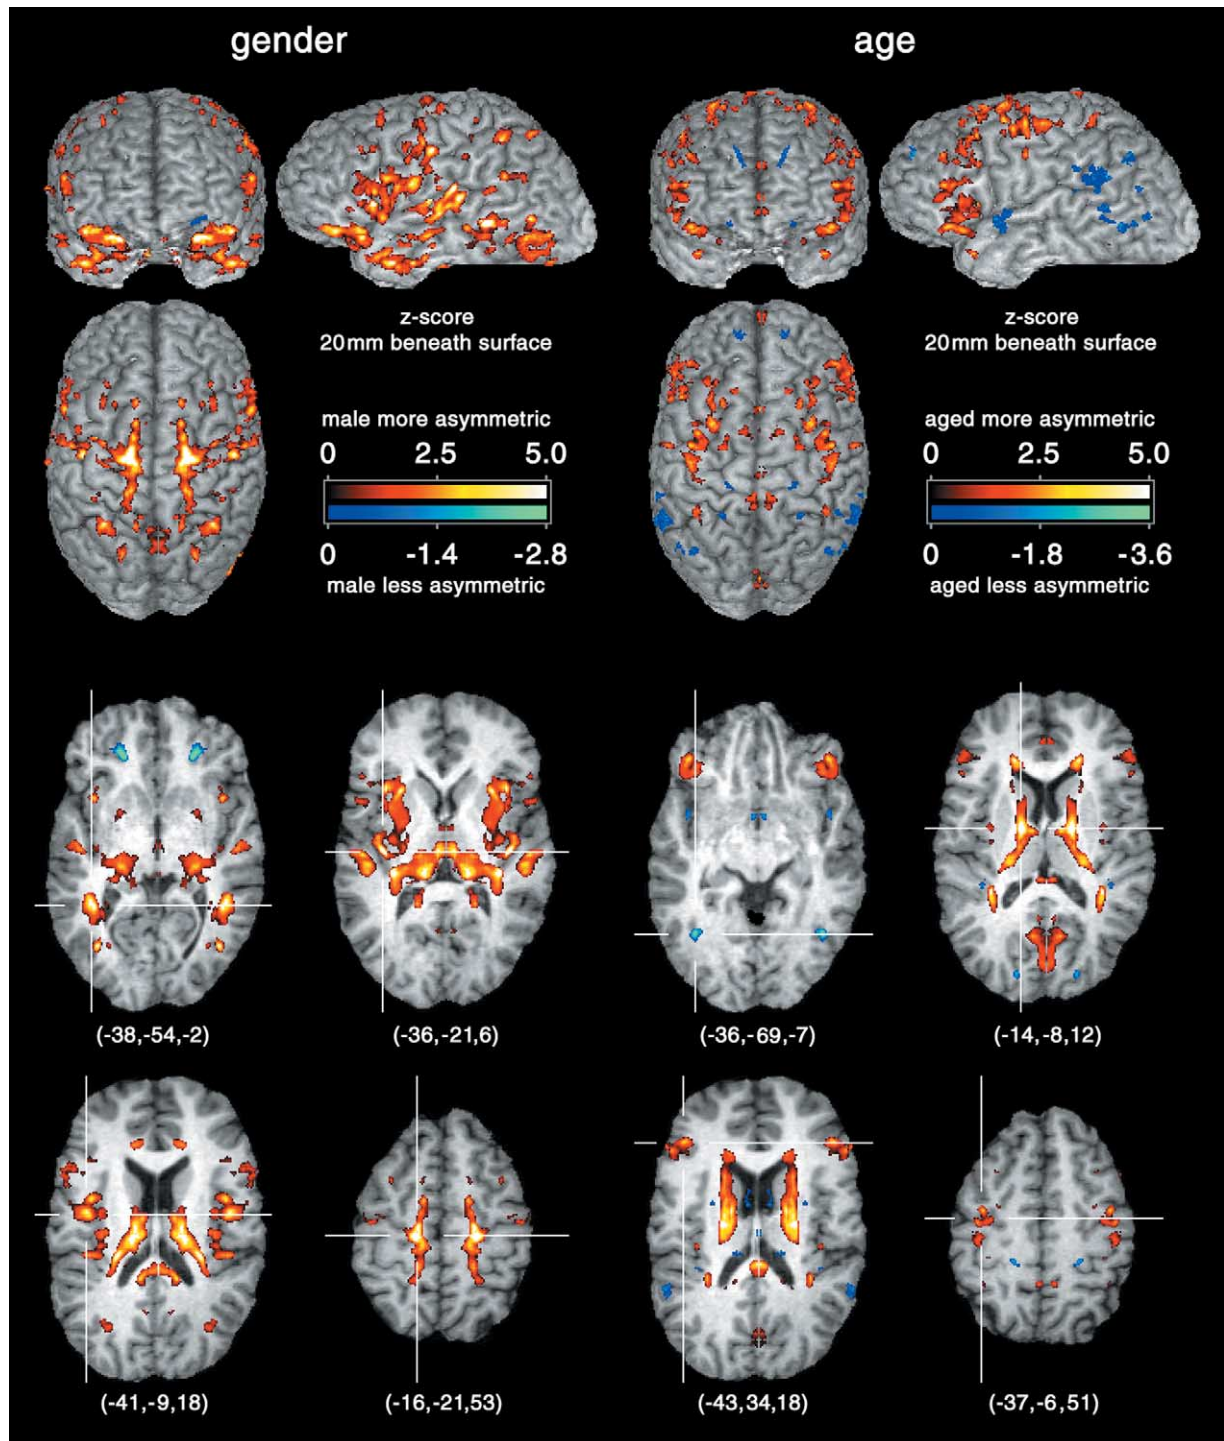 gender
age
z-score
20mm beneath surface
z-score
20mm beneath surface
male more asymmetric
0 2.5 5.0
0 -1.4 -2.8
male less asymmetric
aged more asymmetric
0 2.5 5.0
0 -1.8 -3.6
aged less asymmetric
(-38,-54,-2)
(-36,-21,6)
(-36,-69,-7)
(-14,-8,12)
(-41,-9,18)
(-16,-21,53)
(-43,34,18)
(-37,-6,51)